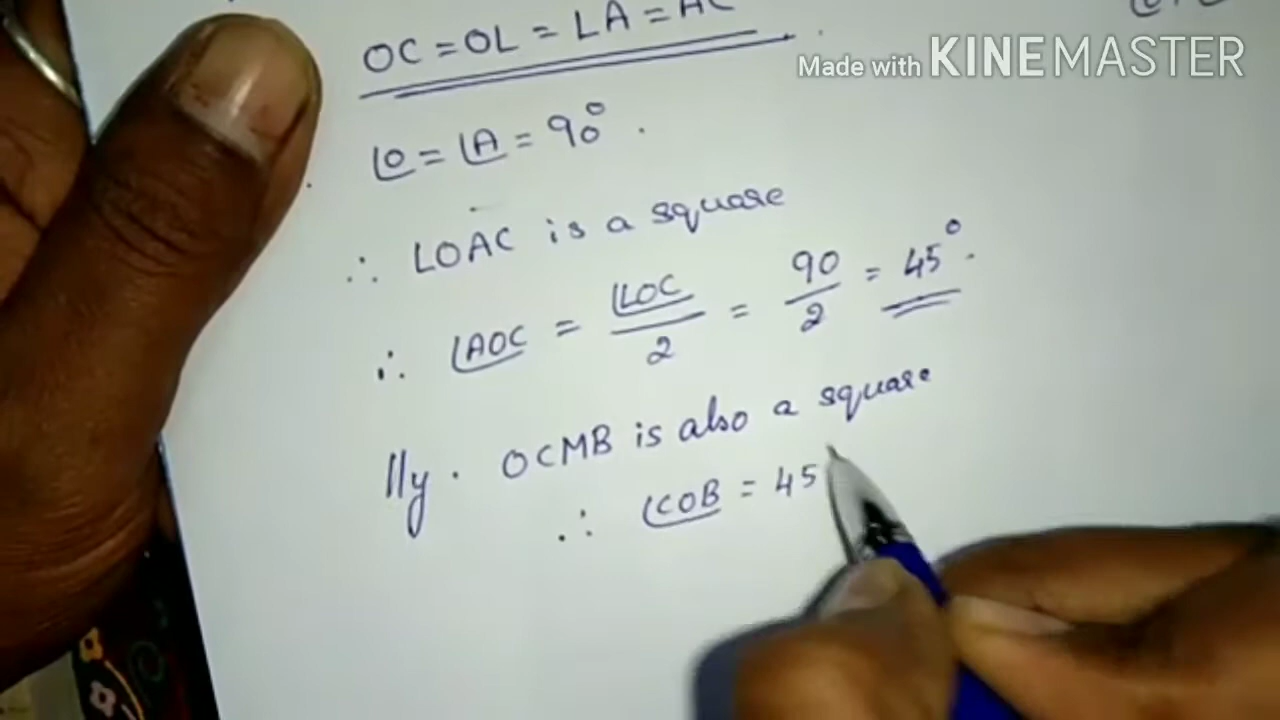 OC = OL = LA = AC
Made with KINEMASTER
∠O = ∠A = 90° .
∴ LOAC is a square
∴ ∠AOC = ∠LOC/2 = 90/2 = 45° .
llly . OCMB is also a square
∴ ∠COB = 45